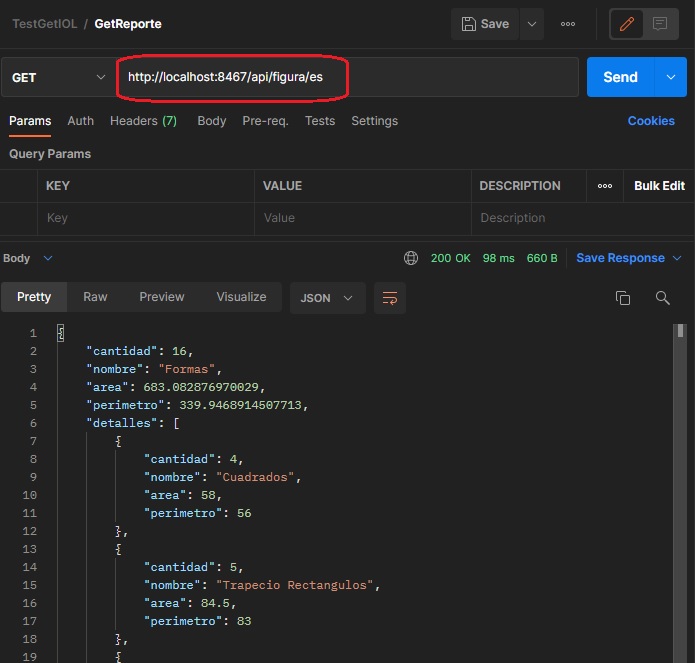 TestGetIOL / GetReporte
Save
GET
http://localhost:8467/api/figura/es
Send
Params Auth Headers (7) Body Pre-req. Tests Settings Cookies
Query Params
KEY VALUE DESCRIPTION ooo Bulk Edit
Key Value Description
Body 200 OK 98 ms 660 B Save Response
Pretty Raw Preview Visualize JSON
1 {
2 "cantidad": 16,
3 "nombre": "Formas",
4 "area": 683.082876970029,
5 "perimetro": 339.9468914507713,
6 "detalles": [
7 {
8 "cantidad": 4,
9 "nombre": "Cuadrados",
10 "area": 58,
11 "perimetro": 56
12 },
13 {
14 "cantidad": 5,
15 "nombre": "Trapecio Rectangulos",
16 "area": 84.5,
17 "perimetro": 83
18 },
19 {